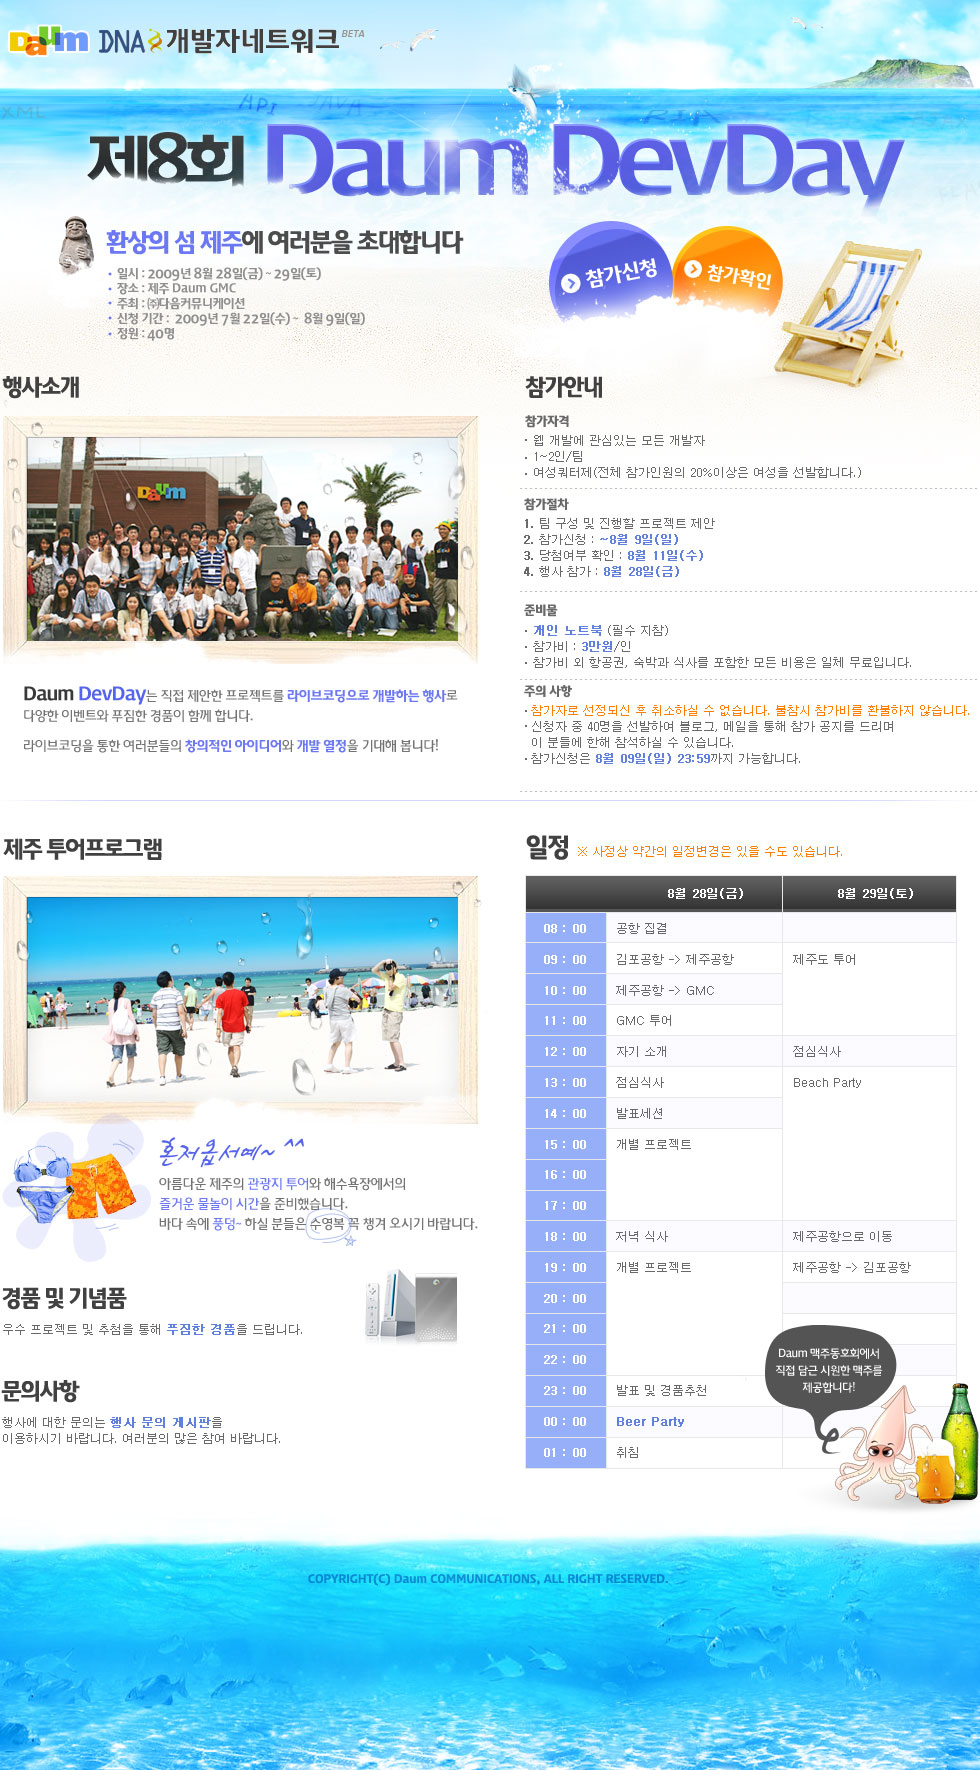 Daum DNA 개발자네트워크 BETA
XML API JAVA RIA
제8회 Daum DevDay
환상의 섬 제주에 여러분을 초대합니다
· 일시 : 2009년 8월 28일(금) ~ 29일(토)
· 장소 : 제주 Daum GMC
· 주최 : ㈜다음커뮤니케이션
· 신청 기간 : 2009년 7월 22일(수) ~ 8월 9일(일)
· 정원 : 40명
참가신청
참가확인
행사소개
Daum
Daum DevDay는 직접 제안한 프로젝트를 라이브코딩으로 개발하는 행사로
다양한 이벤트와 푸짐한 경품이 함께 합니다.
라이브코딩을 통한 여러분들의 창의적인 아이디어와 개발 열정을 기대해 봅니다!
참가안내
참가자격
· 웹 개발에 관심있는 모든 개발자
· 1~2인/팀
· 여성쿼터제(전체 참가인원의 20%이상은 여성을 선발합니다.)
참가절차
1. 팀 구성 및 진행할 프로젝트 제안
2. 참가신청 : ~8월 9일(일)
3. 당첨여부 확인 : 8월 11일(수)
4. 행사 참가 : 8월 28일(금)
준비물
· 개인 노트북 (필수 지참)
· 참가비 : 3만원/인
· 참가비 외 항공권, 숙박과 식사를 포함한 모든 비용은 일체 무료입니다.
주의 사항
· 참가자로 선정되신 후 취소하실 수 없습니다. 불참시 참가비를 환불하지 않습니다.
· 신청자 중 40명을 선발하여 블로그, 메일을 통해 참가 공지를 드리며
이 분들에 한해 참석하실 수 있습니다.
· 참가신청은 8월 09일(일) 23:59까지 가능합니다.
제주 투어프로그램
혼저옵서예~ ^^
아름다운 제주의 관광지 투어와 해수욕장에서의
즐거운 물놀이 시간을 준비했습니다.
바다 속에 풍덩~ 하실 분들은 수영복 꼭 챙겨 오시기 바랍니다.
경품 및 기념품
우수 프로젝트 및 추첨을 통해 푸짐한 경품을 드립니다.
문의사항
행사에 대한 문의는 행사 문의 게시판을
이용하시기 바랍니다. 여러분의 많은 참여 바랍니다.
일정 ※ 사정상 약간의 일정변경은 있을 수도 있습니다.
8월 28일(금) 8월 29일(토)
08 : 00 공항 집결
09 : 00 김포공항 -> 제주공항 제주도 투어
10 : 00 제주공항 -> GMC
11 : 00 GMC 투어
12 : 00 자기 소개 점심식사
13 : 00 점심식사 Beach Party
14 : 00 발표세션
15 : 00 개별 프로젝트
16 : 00
17 : 00
18 : 00 저녁 식사 제주공항으로 이동
19 : 00 개별 프로젝트 제주공항 -> 김포공항
20 : 00
21 : 00
22 : 00
23 : 00 발표 및 경품추천
00 : 00 Beer Party
01 : 00 취침
Daum 맥주동호회에서
직접 담근 시원한 맥주를
제공합니다!
COPYRIGHT(C) Daum COMMUNICATIONS, ALL RIGHT RESERVED.